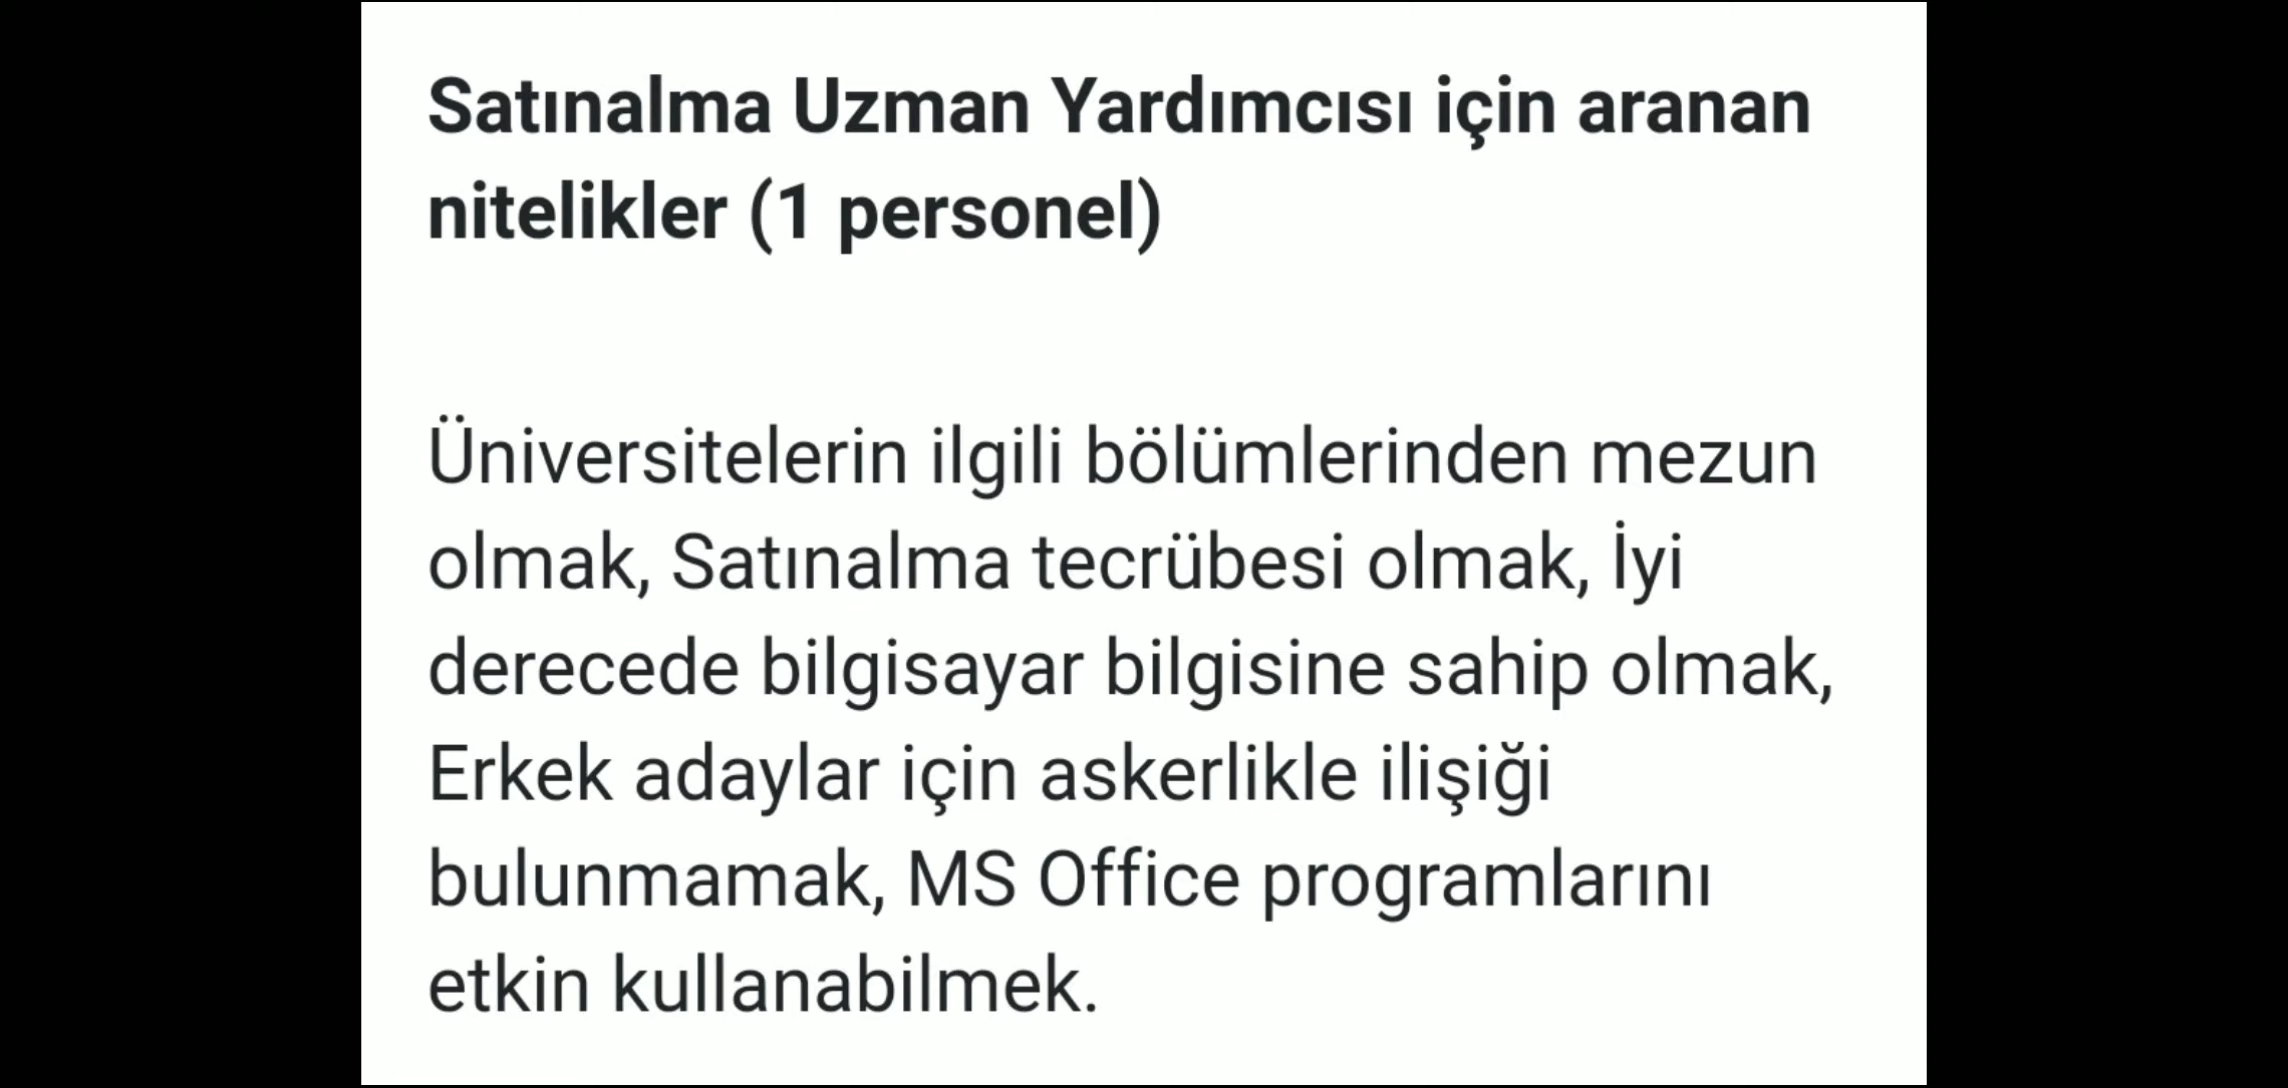 Satınalma Uzman Yardımcısı için aranan
nitelikler (1 personel)
Üniversitelerin ilgili bölümlerinden mezun
olmak, Satınalma tecrübesi olmak, İyi
derecede bilgisayar bilgisine sahip olmak,
Erkek adaylar için askerlikle ilişiği
bulunmamak, MS Office programlarını
etkin kullanabilmek.